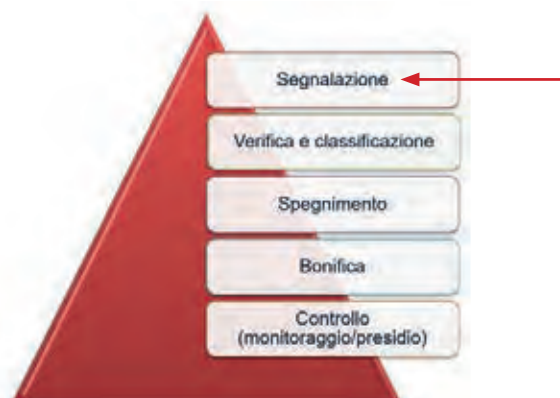 Segnalazione
Verifica e classificazione
Spegnimento
Bonifica
Controllo
(monitoraggio/presidio)